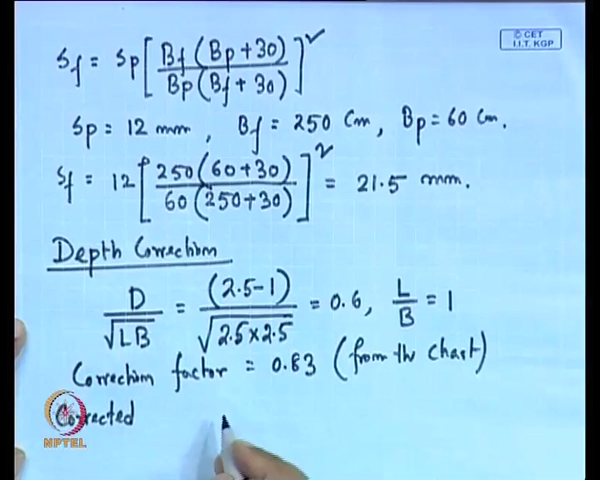 © CET
I.I.T. KGP
Sf = Sp [ Bf (Bp + 30) / Bp (Bf + 30) ]²
Sp = 12 mm, Bf = 250 Cm, Bp = 60 Cm.
Sf = 12 [ 250 (60+30) / 60 (250+30) ]² = 21.5 mm.
Depth Correction
D / √LB = (2.5-1) / √2.5×2.5 = 0.6, L / B = 1
Correction factor = 0.83 (from the chart)
Corrected
NPTEL